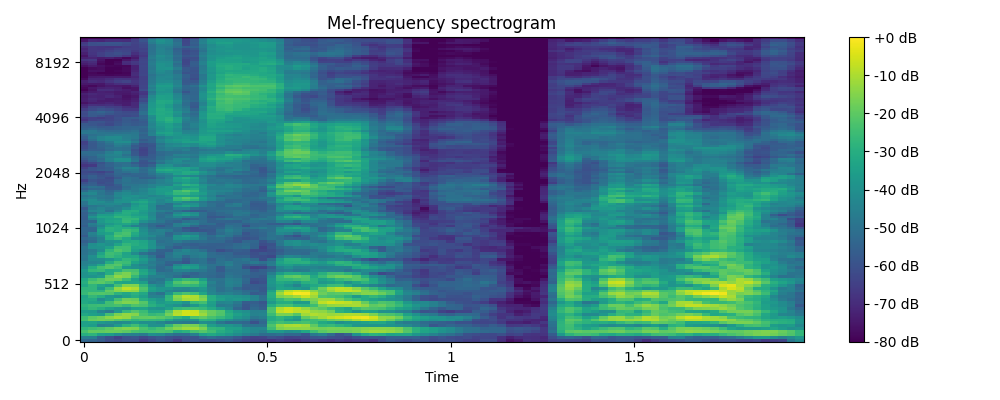 Mel-frequency spectrogram
Hz
8192
4096
2048
1024
512
0
0
0.5
1
1.5
Time
+0 dB
-10 dB
-20 dB
-30 dB
-40 dB
-50 dB
-60 dB
-70 dB
-80 dB